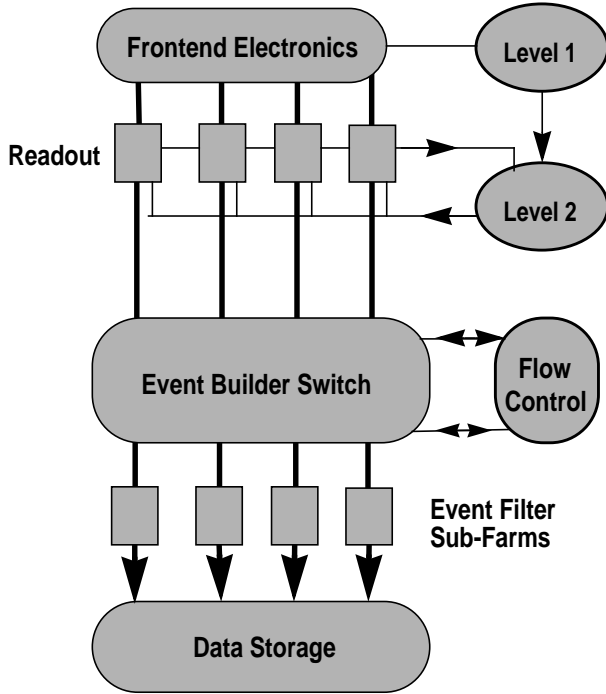 Frontend Electronics
Level 1
Readout
Level 2
Event Builder Switch
Flow
Control
Event Filter
Sub-Farms
Data Storage